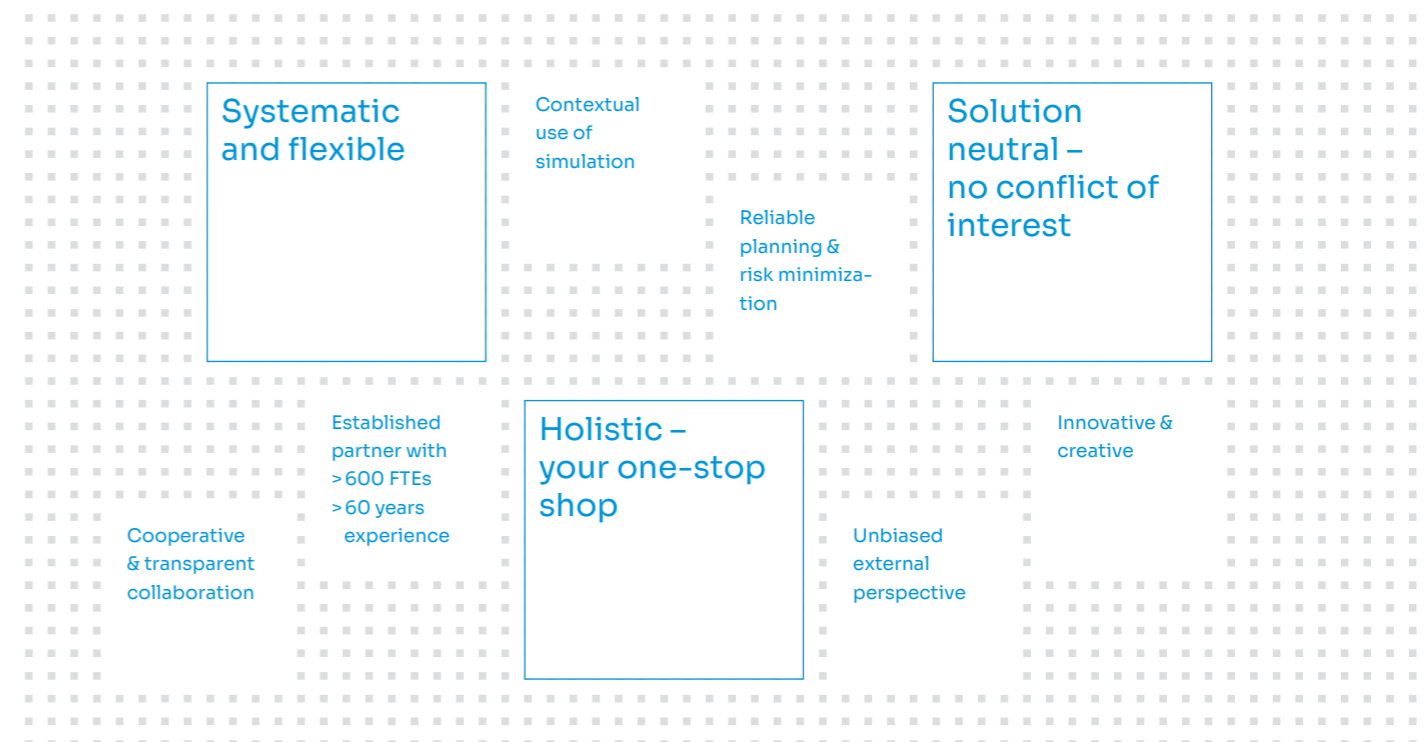 Systematic
and flexible
Contextual
use of
simulation
Reliable
planning &
risk minimiza-
tion
Solution
neutral –
no conflict of
interest
Cooperative
& transparent
collaboration
Established
partner with
>600 FTEs
>60 years
experience
Holistic –
your one-stop
shop
Unbiased
external
perspective
Innovative &
creative